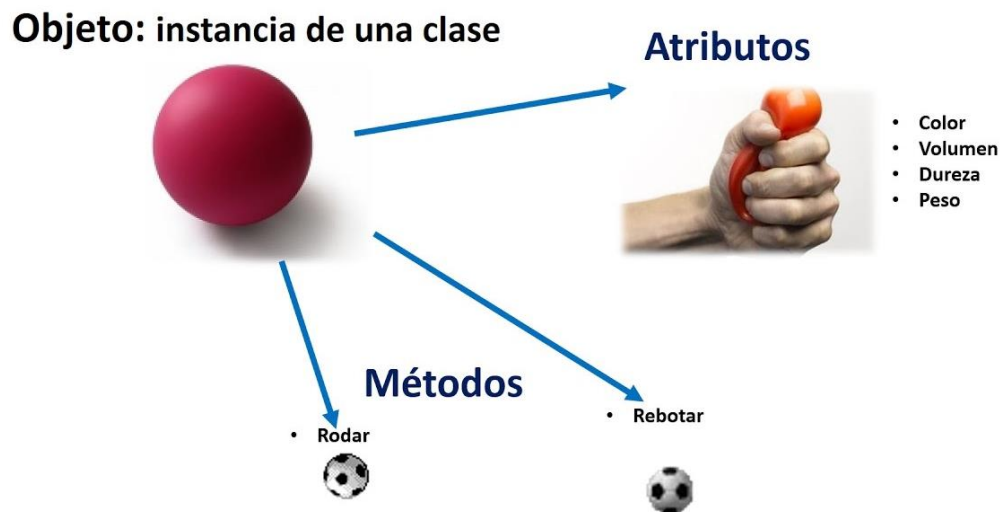 Objeto: instancia de una clase
Atributos
• Color
• Volumen
• Dureza
• Peso
Métodos
• Rodar
• Rebotar